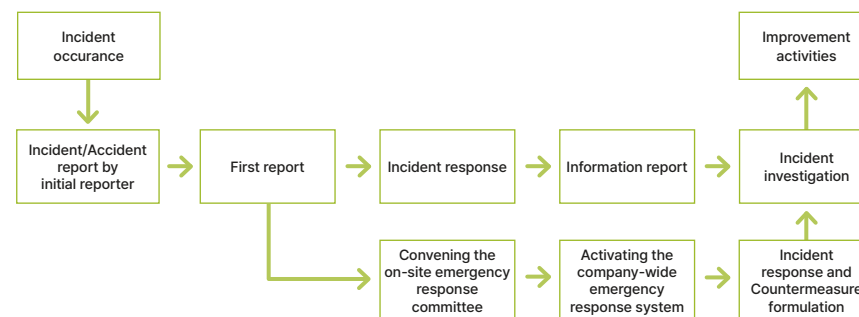 Incident
occurance
Improvement
activities
Incident/Accident
report by
initial reporter
First report
Incident response
Information report
Incident
investigation
Convening the
on-site emergency
response
committee
Activating the
company-wide
emergency
response system
Incident
response and
Countermeasure
formulation